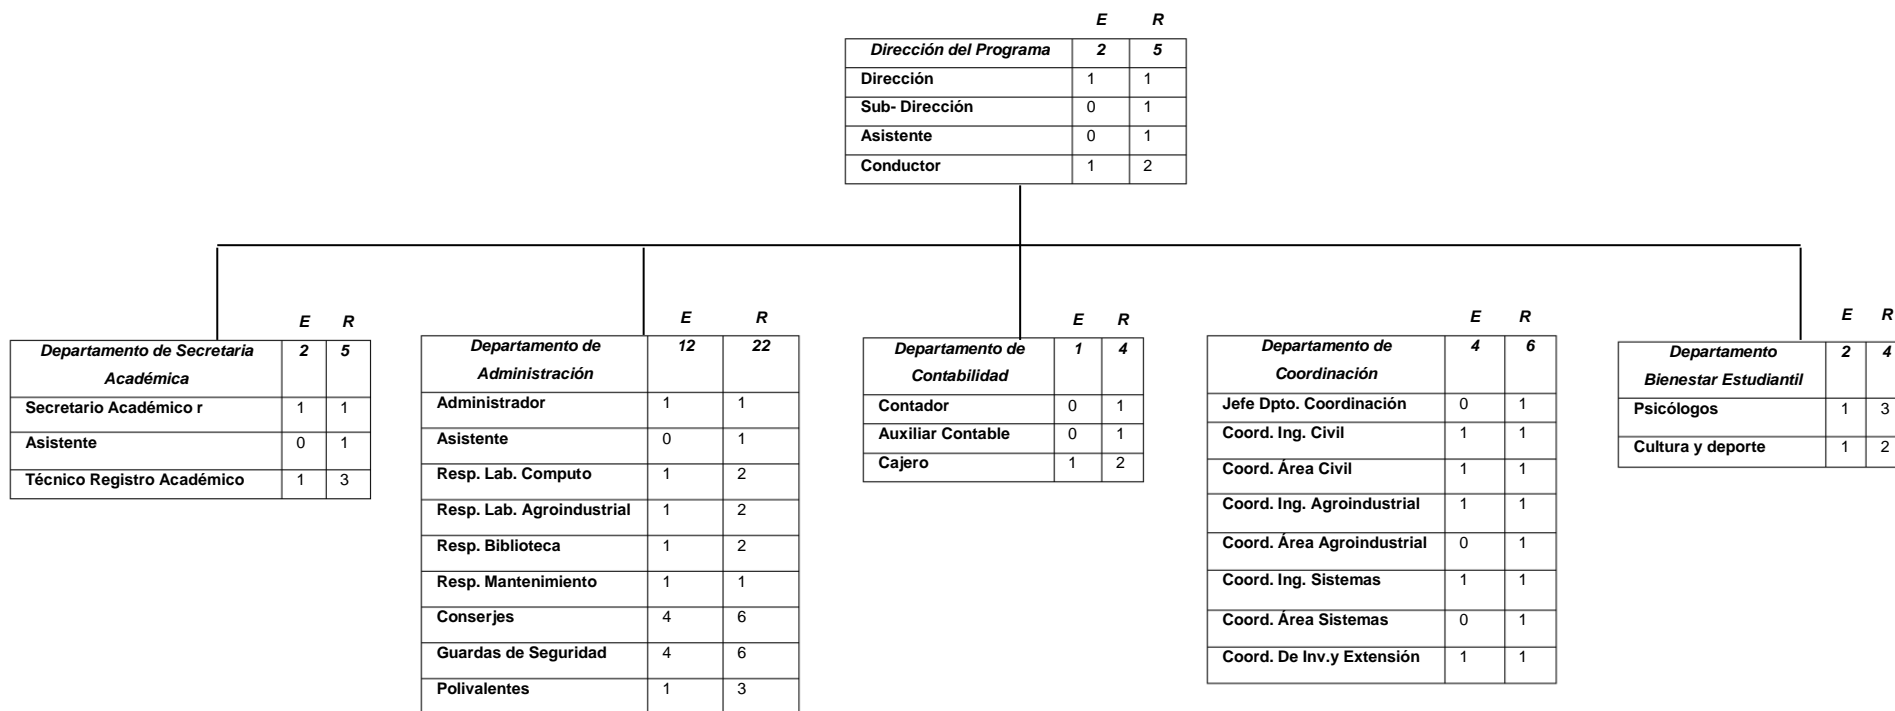 E R
Dirección del Programa 2 5
Dirección 1 1
Sub- Dirección 0 1
Asistente 0 1
Conductor 1 2
E R
Departamento de Secretaria 2 5
Académica
Secretario Académico r 1 1
Asistente 0 1
Técnico Registro Académico 1 3
E R
Departamento de 12 22
Administración
Administrador 1 1
Asistente 0 1
Resp. Lab. Computo 1 2
Resp. Lab. Agroindustrial 1 2
Resp. Biblioteca 1 2
Resp. Mantenimiento 1 1
Conserjes 4 6
Guardas de Seguridad 4 6
Polivalentes 1 3
E R
Departamento de 1 4
Contabilidad
Contador 0 1
Auxiliar Contable 0 1
Cajero 1 2
E R
Departamento de 4 6
Coordinación
Jefe Dpto. Coordinación 0 1
Coord. Ing. Civil 1 1
Coord. Área Civil 1 1
Coord. Ing. Agroindustrial 1 1
Coord. Área Agroindustrial 0 1
Coord. Ing. Sistemas 1 1
Coord. Área Sistemas 0 1
Coord. De Inv.y Extensión 1 1
E R
Departamento 2 4
Bienestar Estudiantil
Psicólogos 1 3
Cultura y deporte 1 2